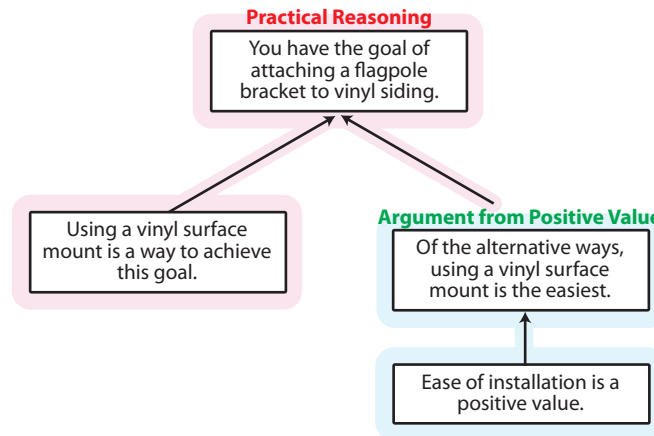 Practical Reasoning
You have the goal of
attaching a flagpole
bracket to vinyl siding.
Using a vinyl surface
mount is a way to achieve
this goal.
Argument from Positive Value
Of the alternative ways,
using a vinyl surface
mount is the easiest.
Ease of installation is a
positive value.